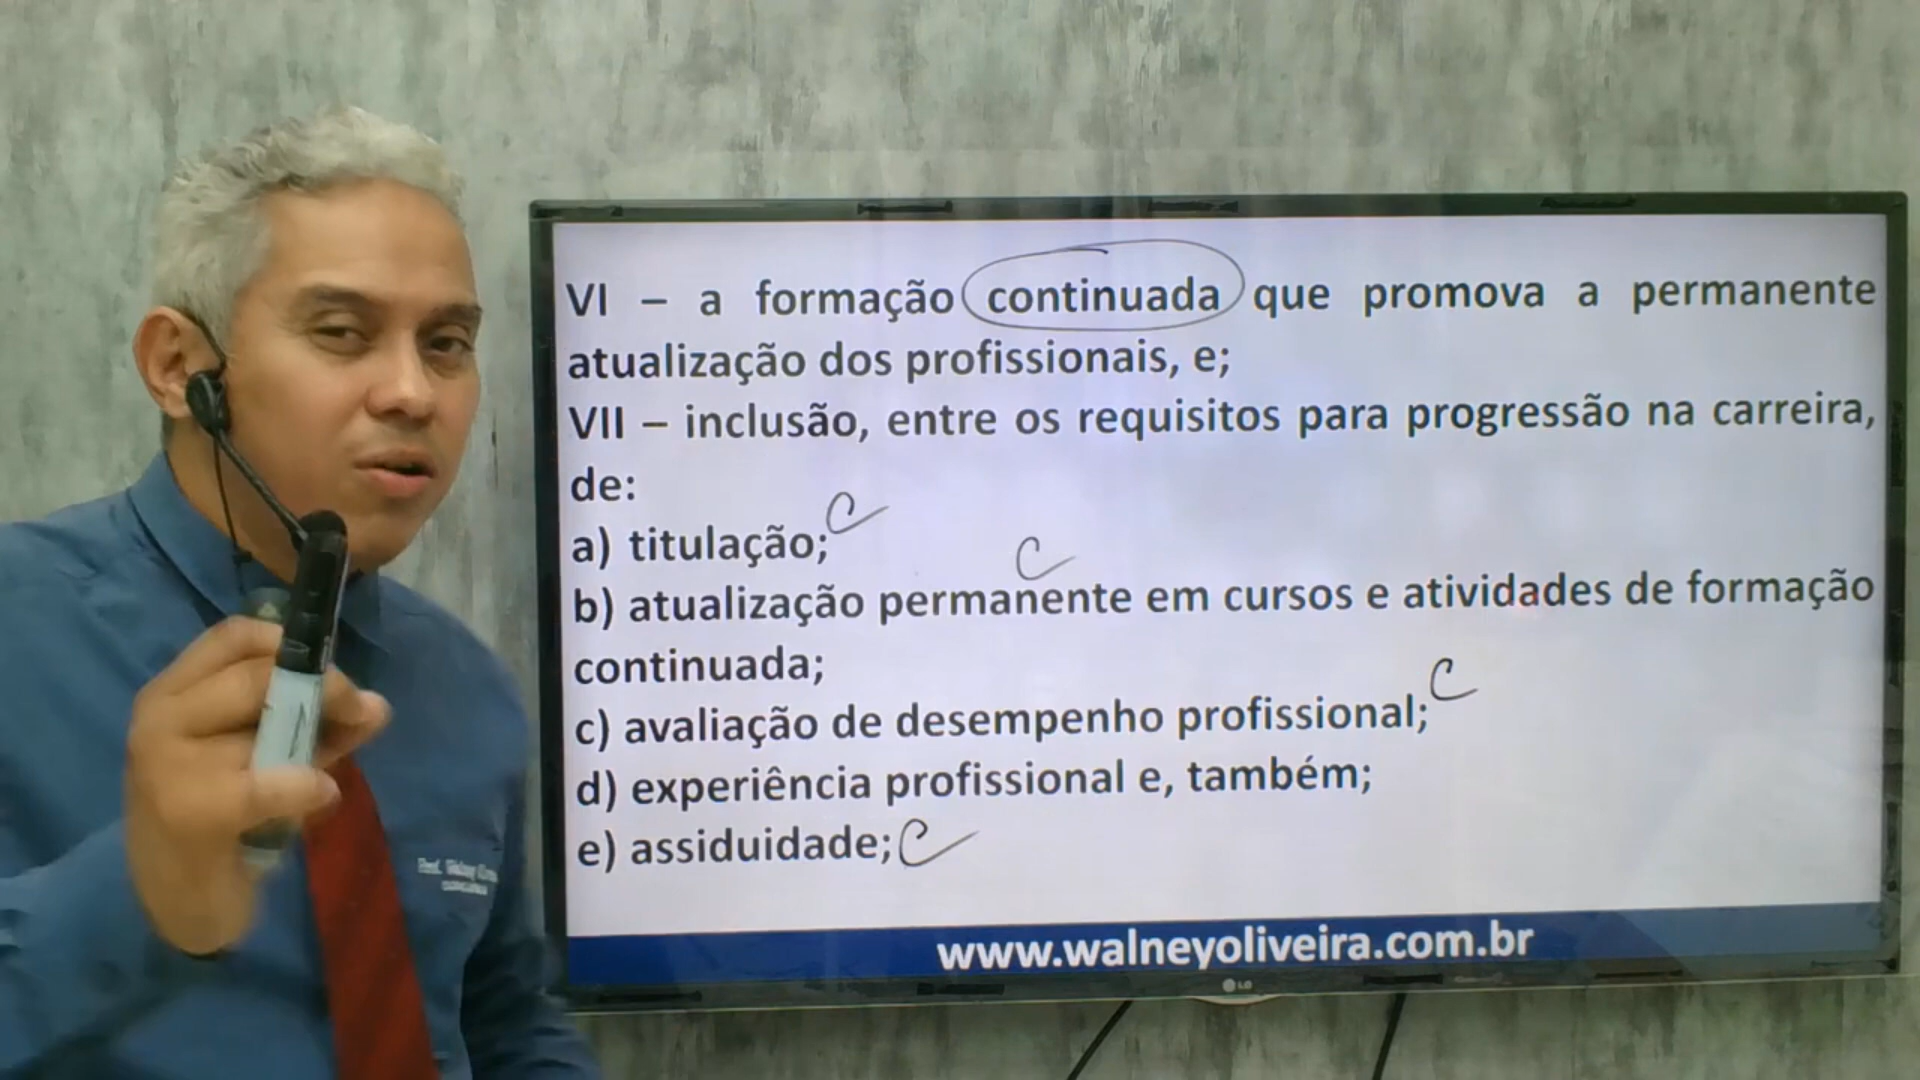 VI – a formação continuada que promova a permanente
atualização dos profissionais, e;
VII – inclusão, entre os requisitos para progressão na carreira,
de:
a) titulação; C
b) atualização permanente em cursos e atividades de formação C
continuada;
c) avaliação de desempenho profissional; C
d) experiência profissional e, também;
e) assiduidade; C
www.walneyoliveira.com.br
LG
Prof.